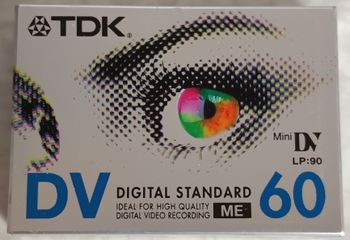 TDK
Mini DV
LP:90
DV DIGITAL STANDARD 60
IDEAL FOR HIGH QUALITY
DIGITAL VIDEO RECORDING ME